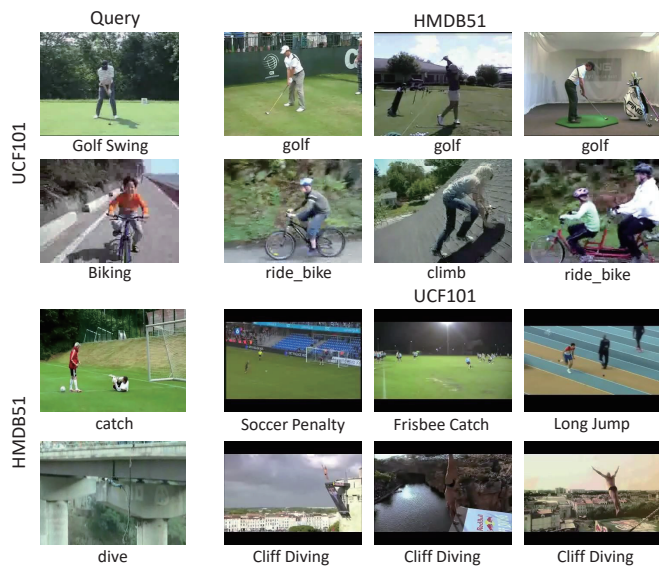 Query
HMDB51
UCF101
Golf Swing
golf
golf
golf
Biking
ride_bike
climb
ride_bike
UCF101
HMDB51
catch
Soccer Penalty
Frisbee Catch
Long Jump
dive
Cliff Diving
Cliff Diving
Cliff Diving